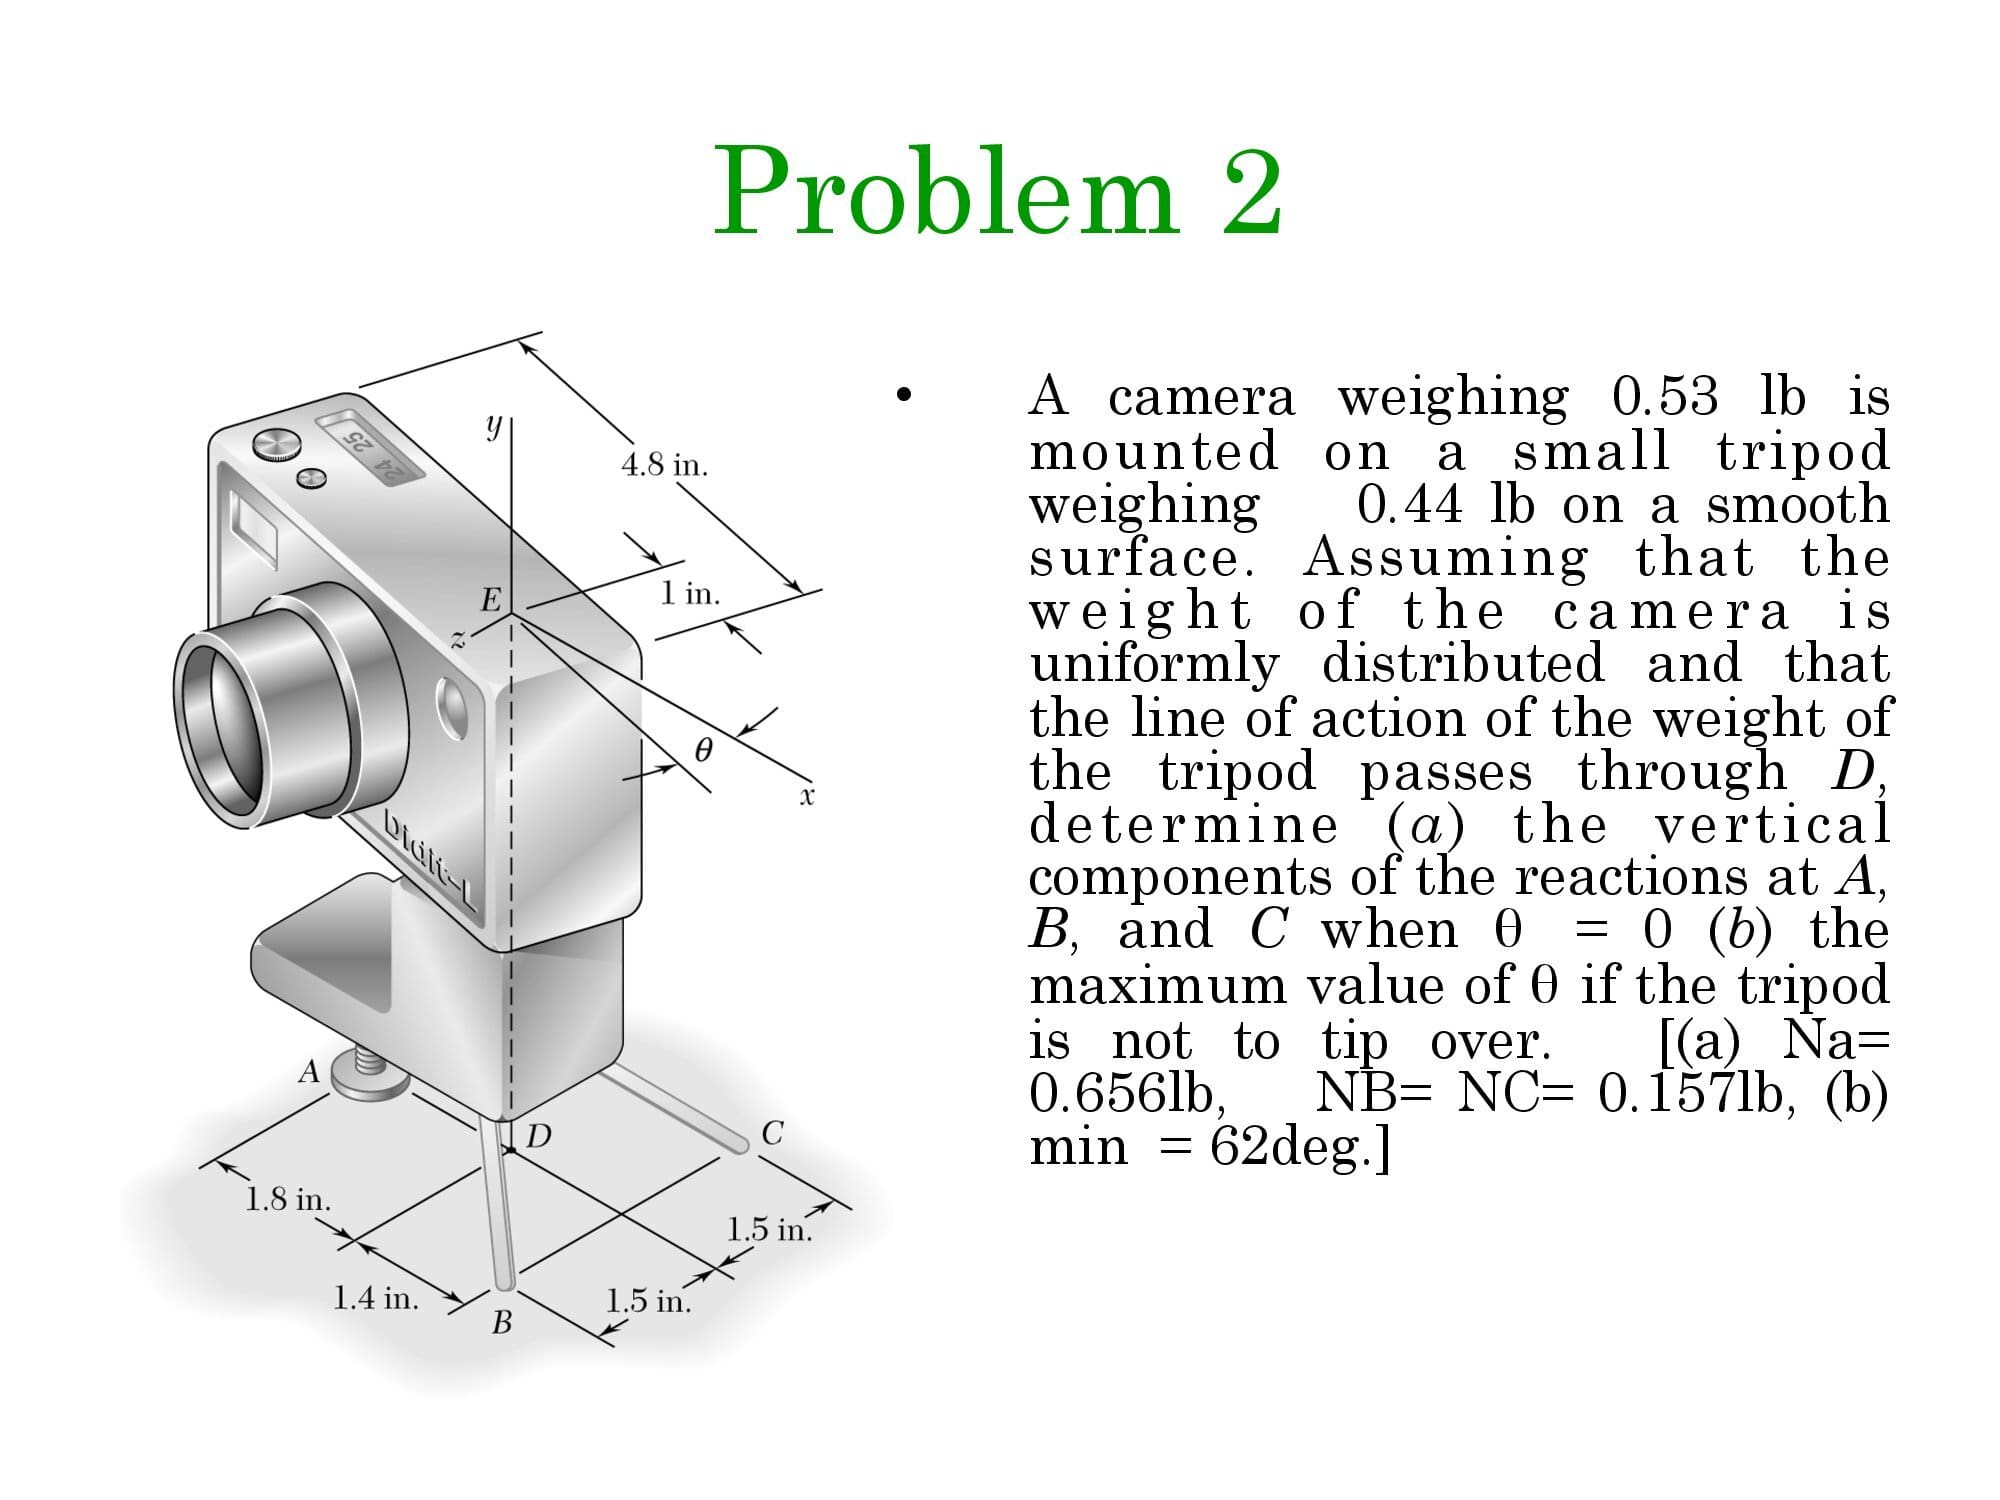 Problem 2
• A camera weighing 0.53 lb is
mounted on a small tripod
weighing 0.44 lb on a smooth
surface. Assuming that the
weight of the camera is
uniformly distributed and that
the line of action of the weight of
the tripod passes through D,
determine (a) the vertical
components of the reactions at A,
B, and C when θ = 0 (b) the
maximum value of θ if the tripod
is not to tip over. [(a) Na=
0.656lb, NB= NC= 0.157lb, (b)
min = 62deg.]
24 25
y
4.8 in.
E
1 in.
z
θ
x
Digit-L
A
D
C
1.8 in.
1.5 in.
1.4 in.
1.5 in.
B